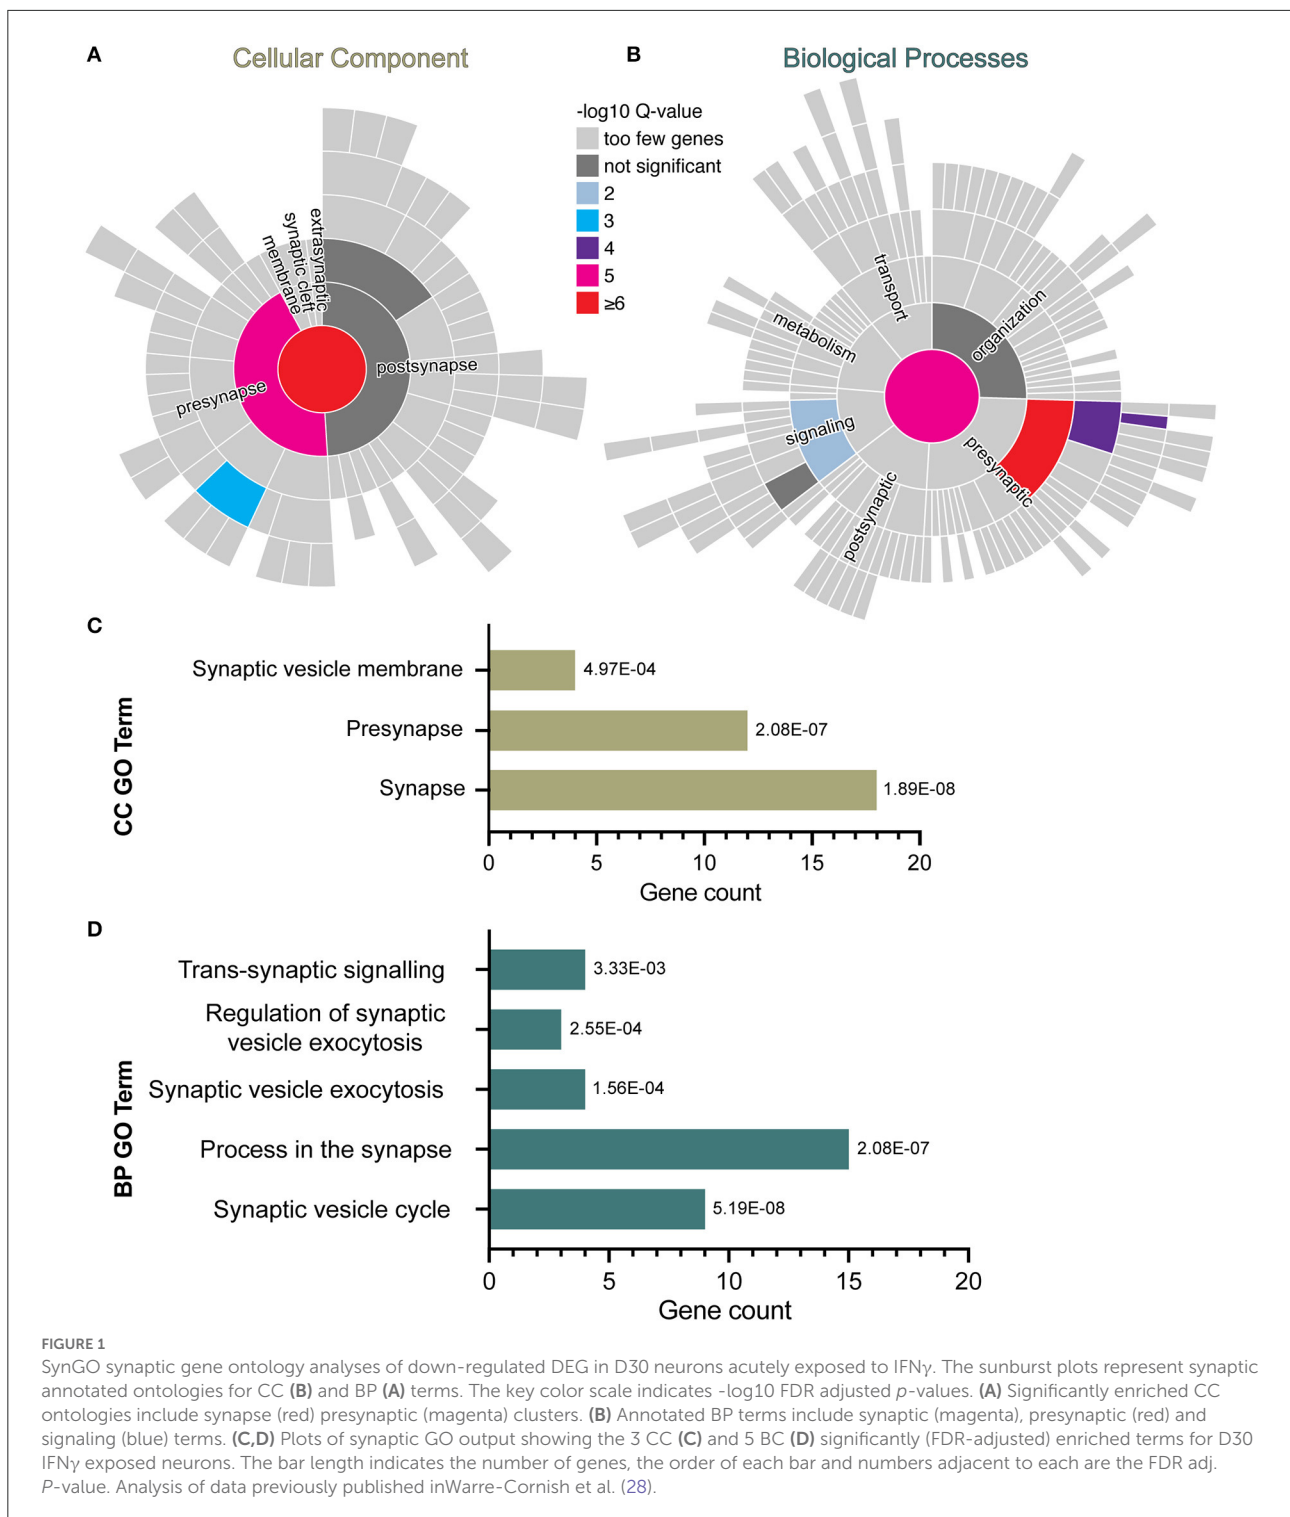 A
Cellular Component
B
Biological Processes
-log10 Q-value
too few genes
not significant
2
3
4
5
≥6
extrasynaptic
synaptic cleft
membrane
postsynapse
presynapse
transport
organization
metabolism
signaling
presynaptic
postsynaptic
C
CC GO Term
Synaptic vesicle membrane
4.97E-04
Presynapse
2.08E-07
Synapse
1.89E-08
0 5 10 15 20
Gene count
D
BP GO Term
Trans-synaptic signalling
3.33E-03
Regulation of synaptic
vesicle exocytosis
2.55E-04
Synaptic vesicle exocytosis
1.56E-04
Process in the synapse
2.08E-07
Synaptic vesicle cycle
5.19E-08
0 5 10 15 20
Gene count
FIGURE 1
SynGO synaptic gene ontology analyses of down-regulated DEG in D30 neurons acutely exposed to IFNγ. The sunburst plots represent synaptic
annotated ontologies for CC (B) and BP (A) terms. The key color scale indicates -log10 FDR adjusted p-values. (A) Significantly enriched CC
ontologies include synapse (red) presynaptic (magenta) clusters. (B) Annotated BP terms include synaptic (magenta), presynaptic (red) and
signaling (blue) terms. (C,D) Plots of synaptic GO output showing the 3 CC (C) and 5 BC (D) significantly (FDR-adjusted) enriched terms for D30
IFNγ exposed neurons. The bar length indicates the number of genes, the order of each bar and numbers adjacent to each are the FDR adj.
P-value. Analysis of data previously published inWarre-Cornish et al. (28).